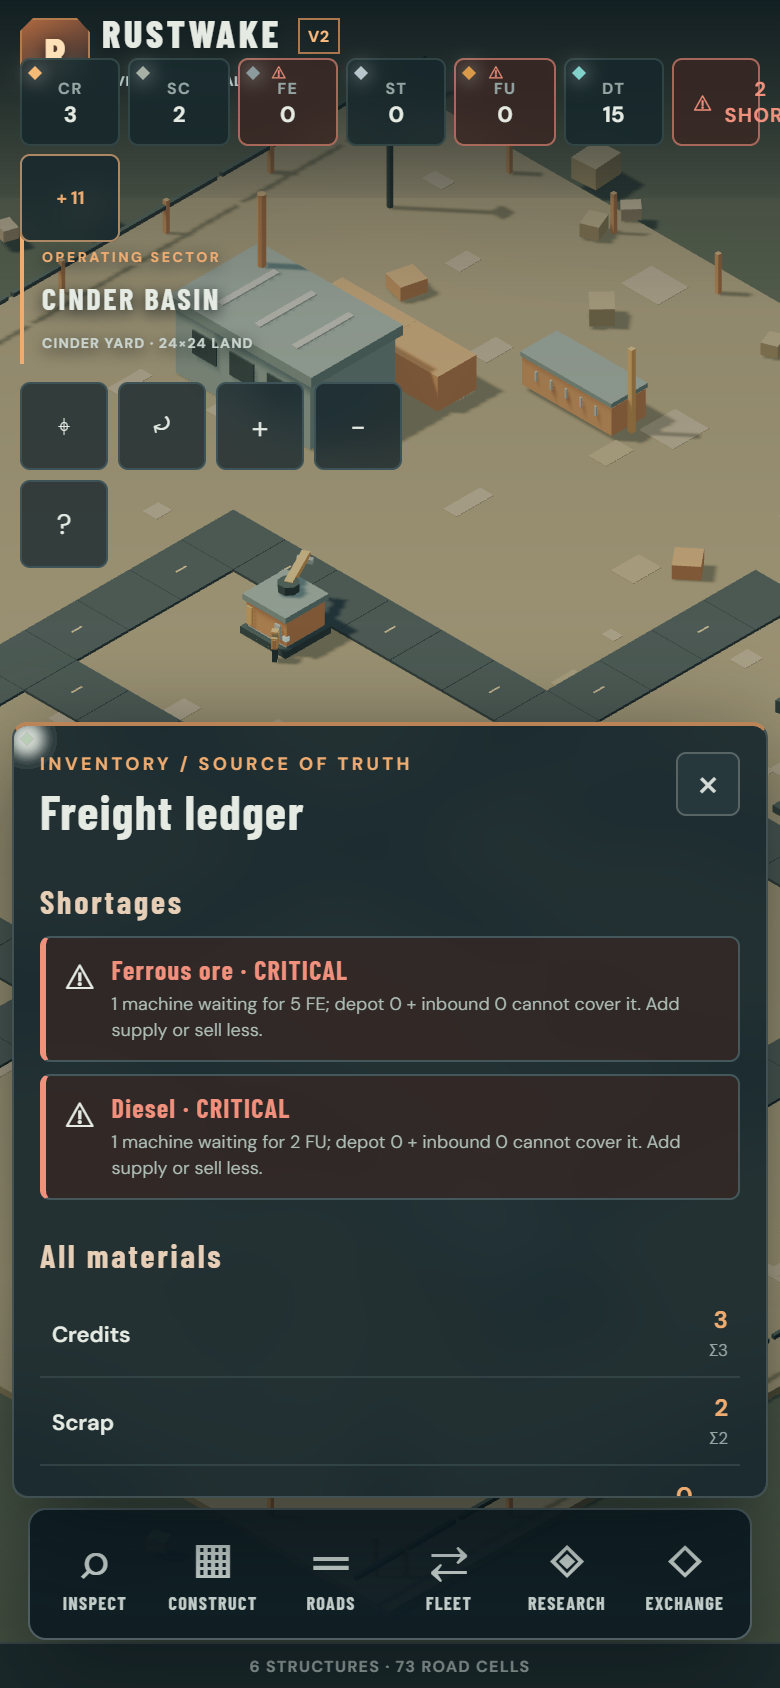 R
RUSTWAKE V2
CR
3
SC
2
FE
0
ST
0
FU
0
DT
15
2
SHOR
+ 11
OPERATING SECTOR
CINDER BASIN
CINDER YARD · 24×24 LAND
+
-
?
INVENTORY / SOURCE OF TRUTH
Freight ledger
×
Shortages
Ferrous ore · CRITICAL
1 machine waiting for 5 FE; depot 0 + inbound 0 cannot cover it. Add
supply or sell less.
Diesel · CRITICAL
1 machine waiting for 2 FU; depot 0 + inbound 0 cannot cover it. Add
supply or sell less.
All materials
Credits
3
Σ3
Scrap
2
Σ2
0
INSPECT
CONSTRUCT
ROADS
FLEET
RESEARCH
EXCHANGE
6 STRUCTURES · 73 ROAD CELLS